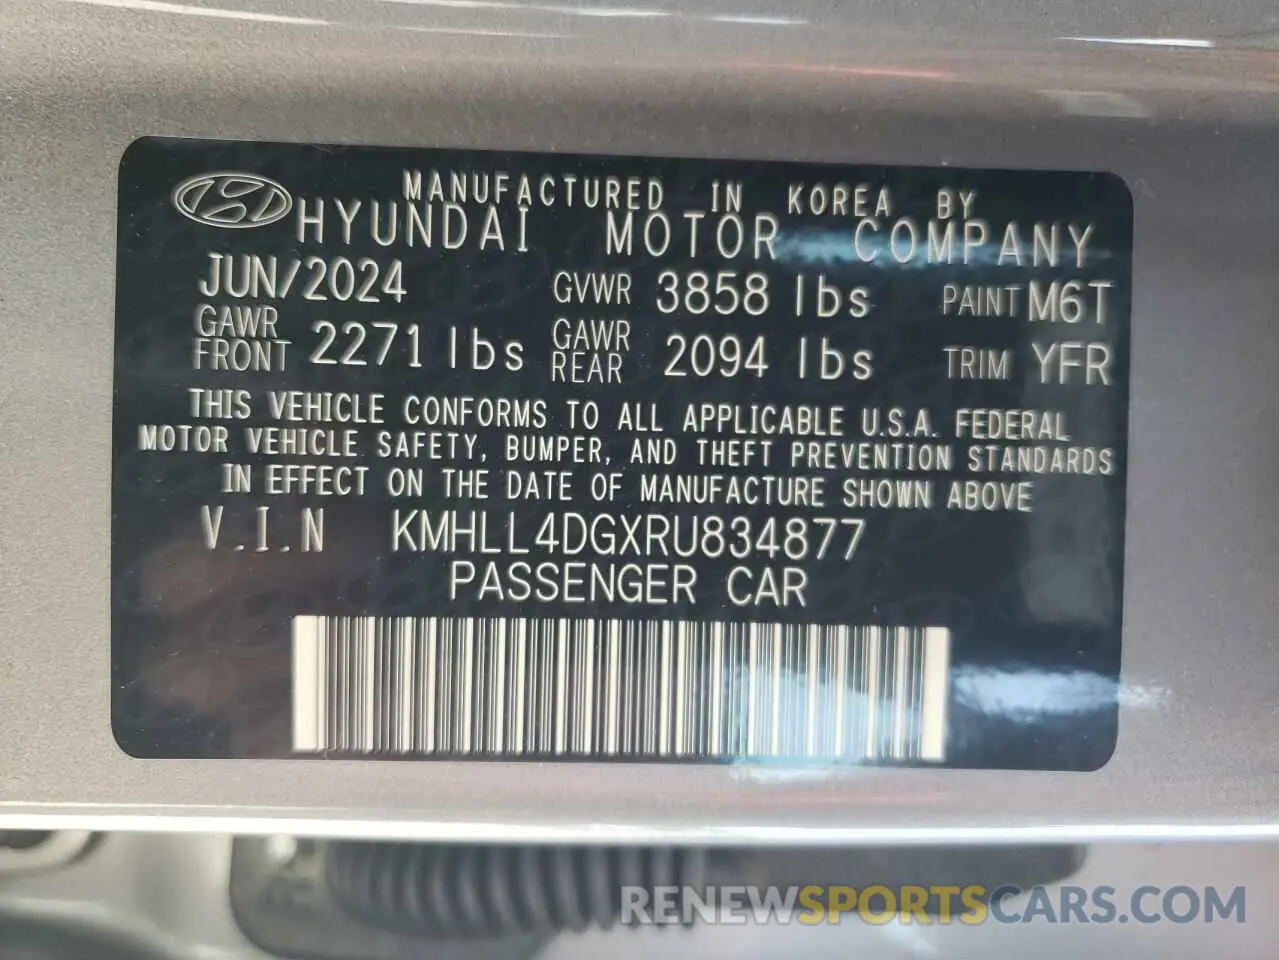 MANUFACTURED IN KOREA BY
HYUNDAI MOTOR COMPANY
JUN/2024 GVWR 3858 lbs PAINT M6T
GAWR FRONT 2271 lbs GAWR REAR 2094 lbs TRIM YFR
THIS VEHICLE CONFORMS TO ALL APPLICABLE U.S.A. FEDERAL
MOTOR VEHICLE SAFETY, BUMPER, AND THEFT PREVENTION STANDARDS
IN EFFECT ON THE DATE OF MANUFACTURE SHOWN ABOVE
V.I.N KMHLL4DGXRU834877
PASSENGER CAR
RENEWSPORTSCARS.COM